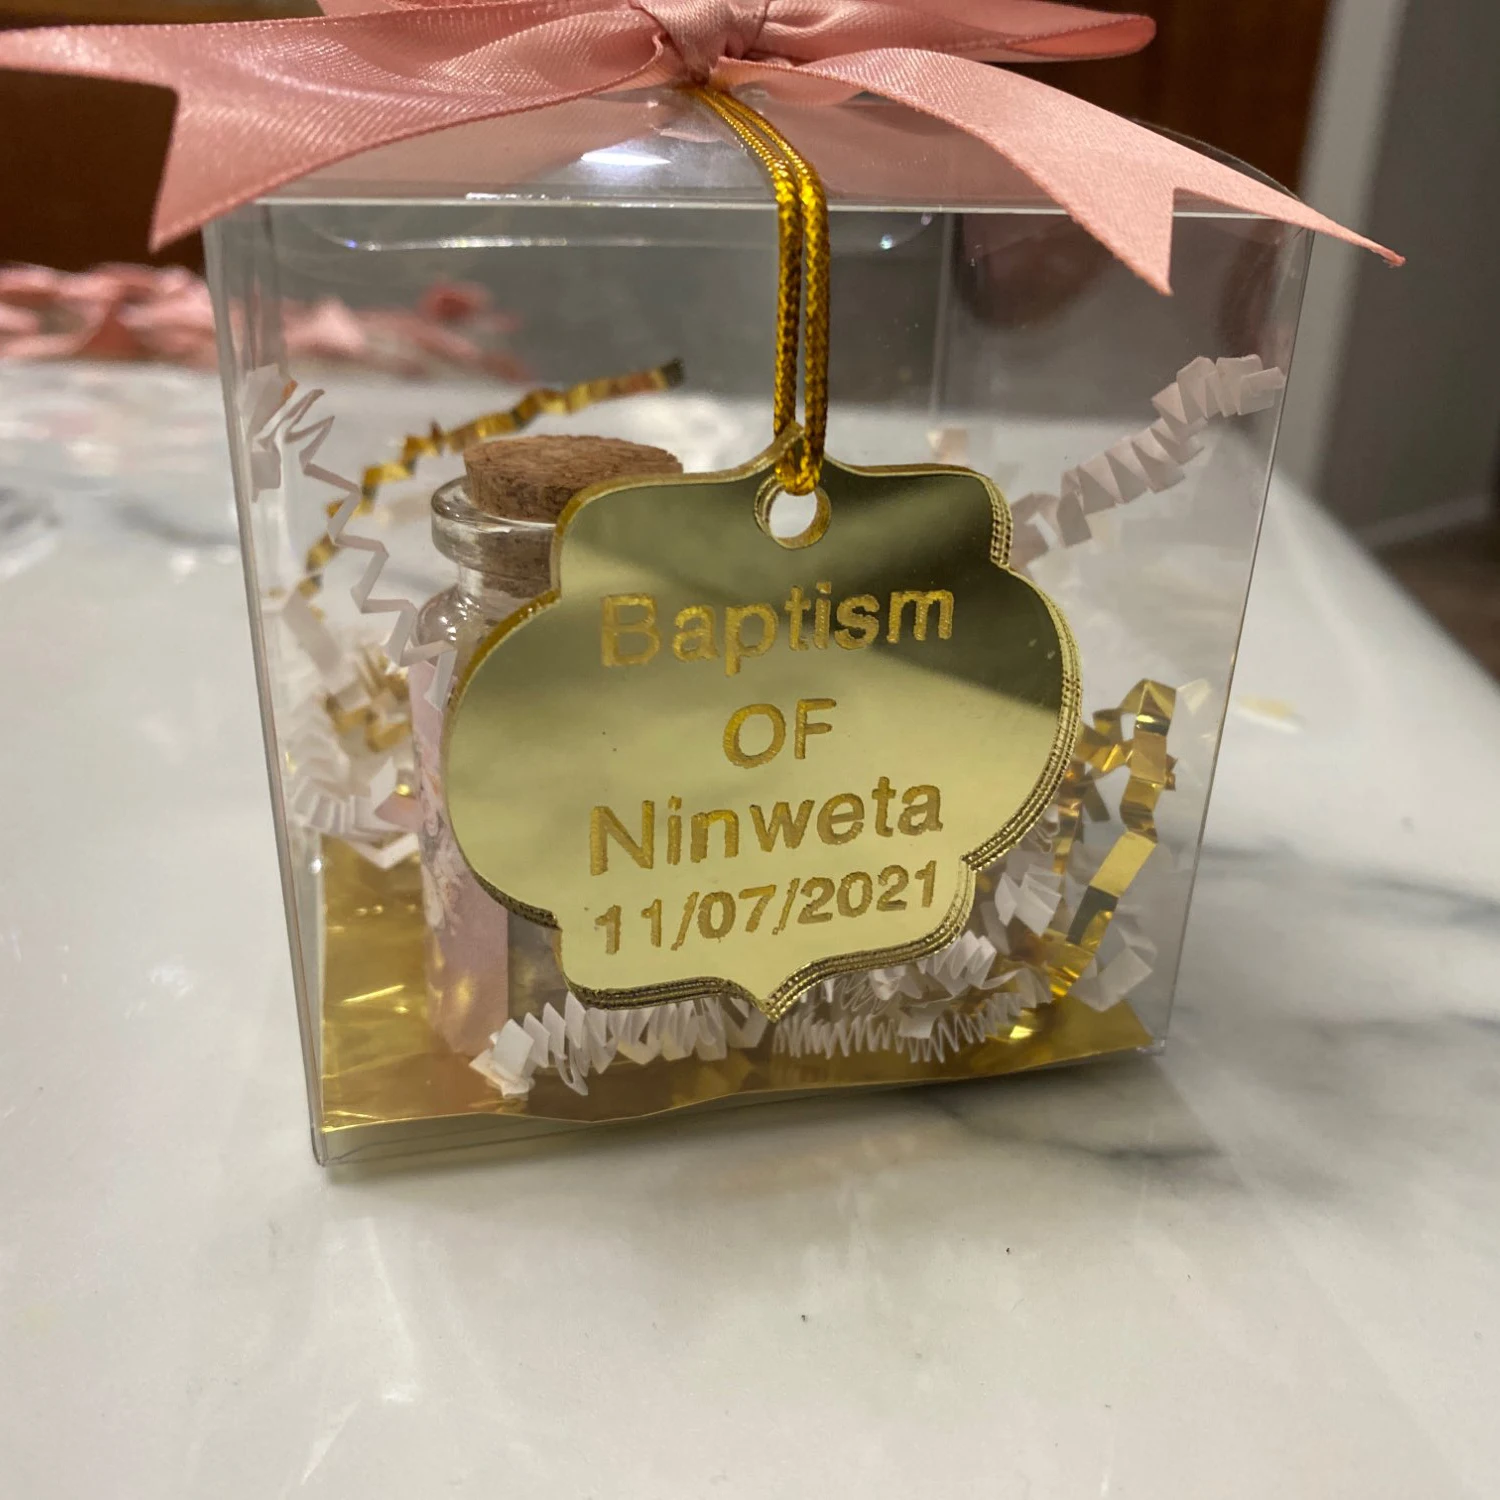 Baptism
OF
Ninweta
11/07/2021